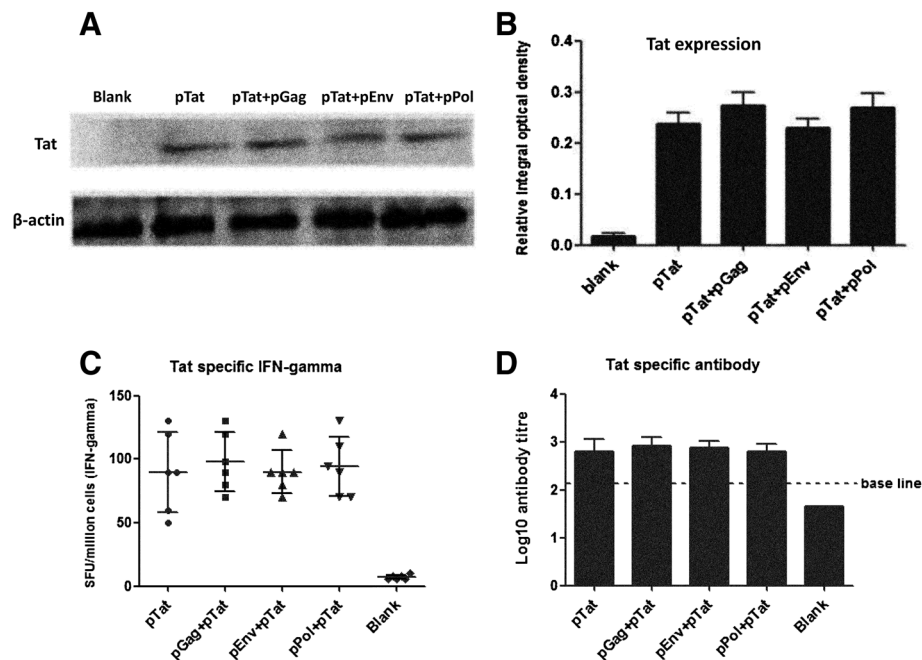 A
Blank pTat pTat+pGag pTat+pEnv pTat+pPol
Tat
β-actin
B
Tat expression
Relative Integral optical density
0.4
0.3
0.2
0.1
0.0
blank
pTat
pTat+pGag
pTat+pEnv
pTat+pPol
C
Tat specific IFN-gamma
SFU/million cells (IFN-gamma)
150
100
50
0
pTat
pGag+pTat
pEnv+pTat
pPol+pTat
Blank
D
Tat specific antibody
Log10 antibody titre
4
3
2
1
0
base line
pTat
pGag+pTat
pEnv+pTat
pPol+pTat
Blank